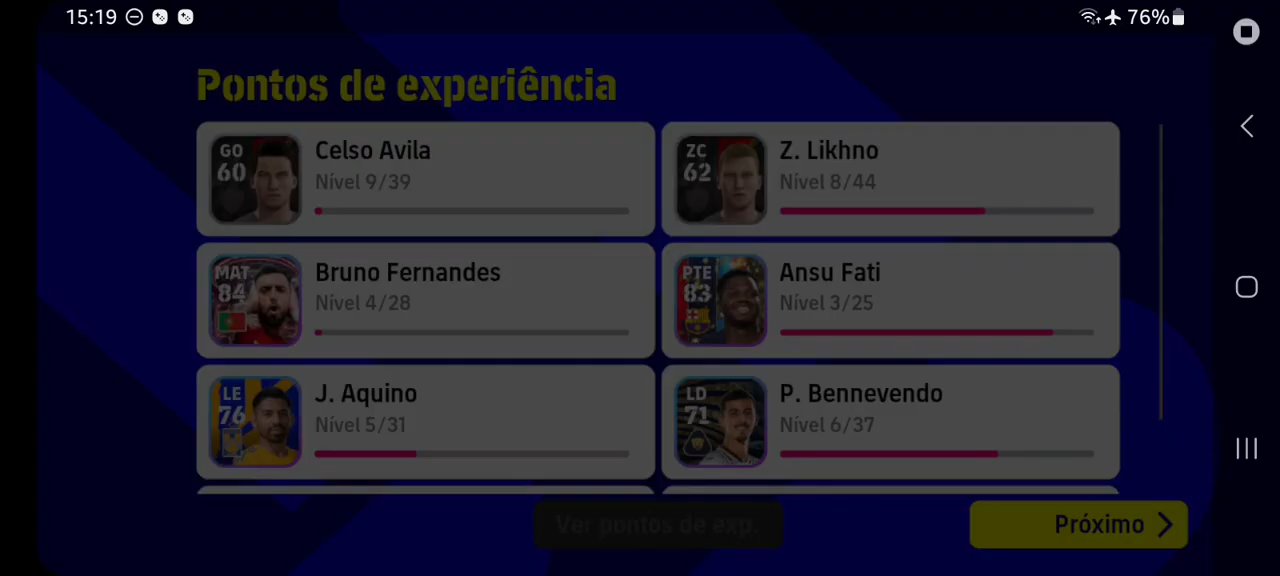 15:19
76%
Pontos de experiência
GO
60
Celso Avila
Nível 9/39
ZC
62
Z. Likhno
Nível 8/44
MAT
84
Bruno Fernandes
Nível 4/28
PTE
83
Ansu Fati
Nível 3/25
LE
76
J. Aquino
Nível 5/31
LD
71
P. Bennevendo
Nível 6/37
Ver pontos de exp.
Próximo